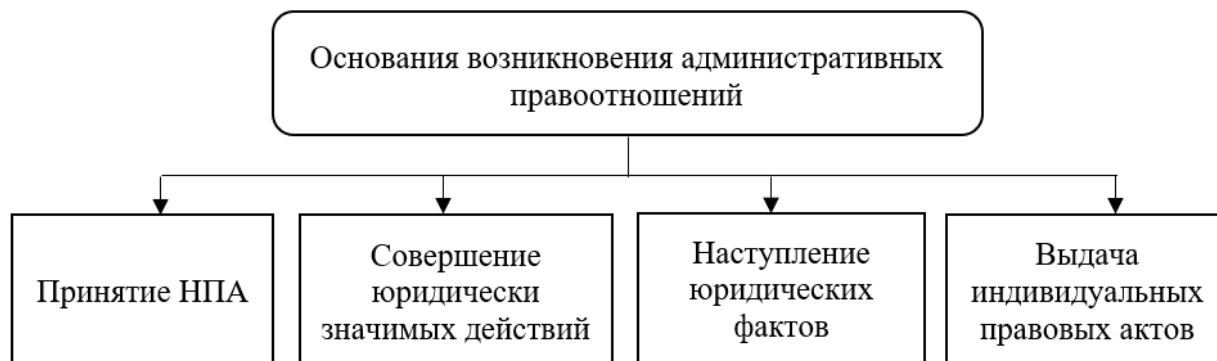 Основания возникновения административных
правоотношений
Принятие НПА
Совершение
юридически
значимых действий
Наступление
юридических
фактов
Выдача
индивидуальных
правовых актов